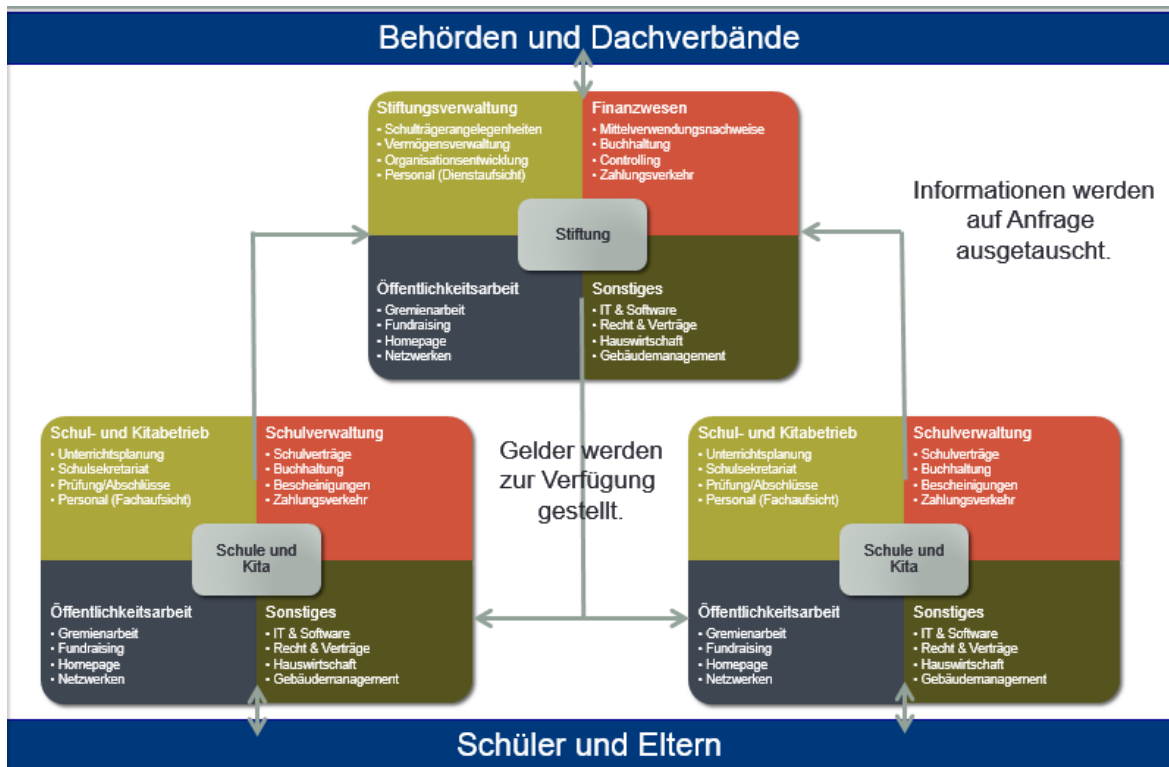 Behörden und Dachverbände
Stiftungsverwaltung
▪ Schulträgerangelegenheiten
▪ Vermögensverwaltung
▪ Organisationsentwicklung
▪ Personal (Dienstaufsicht)
Finanzwesen
▪ Mittelverwendungsnachweise
▪ Buchhaltung
▪ Controlling
▪ Zahlungsverkehr
Stiftung
Öffentlichkeitsarbeit
▪ Gremienarbeit
▪ Fundraising
▪ Homepage
▪ Netzwerken
Sonstiges
▪ IT & Software
▪ Recht & Verträge
▪ Hauswirtschaft
▪ Gebäudemanagement
Informationen werden
auf Anfrage
ausgetauscht.
Schul- und Kitabetrieb
▪ Unterrichtsplanung
▪ Schulsekretariat
▪ Prüfung/Abschlüsse
▪ Personal (Fachaufsicht)
Schulverwaltung
▪ Schulverträge
▪ Buchhaltung
▪ Bescheinigungen
▪ Zahlungsverkehr
Schule und
Kita
Öffentlichkeitsarbeit
▪ Gremienarbeit
▪ Fundraising
▪ Homepage
▪ Netzwerken
Sonstiges
▪ IT & Software
▪ Recht & Verträge
▪ Hauswirtschaft
▪ Gebäudemanagement
Gelder werden
zur Verfügung
gestellt.
Schul- und Kitabetrieb
▪ Unterrichtsplanung
▪ Schulsekretariat
▪ Prüfung/Abschlüsse
▪ Personal (Fachaufsicht)
Schulverwaltung
▪ Schulverträge
▪ Buchhaltung
▪ Bescheinigungen
▪ Zahlungsverkehr
Schule und
Kita
Öffentlichkeitsarbeit
▪ Gremienarbeit
▪ Fundraising
▪ Homepage
▪ Netzwerken
Sonstiges
▪ IT & Software
▪ Recht & Verträge
▪ Hauswirtschaft
▪ Gebäudemanagement
Schüler und Eltern